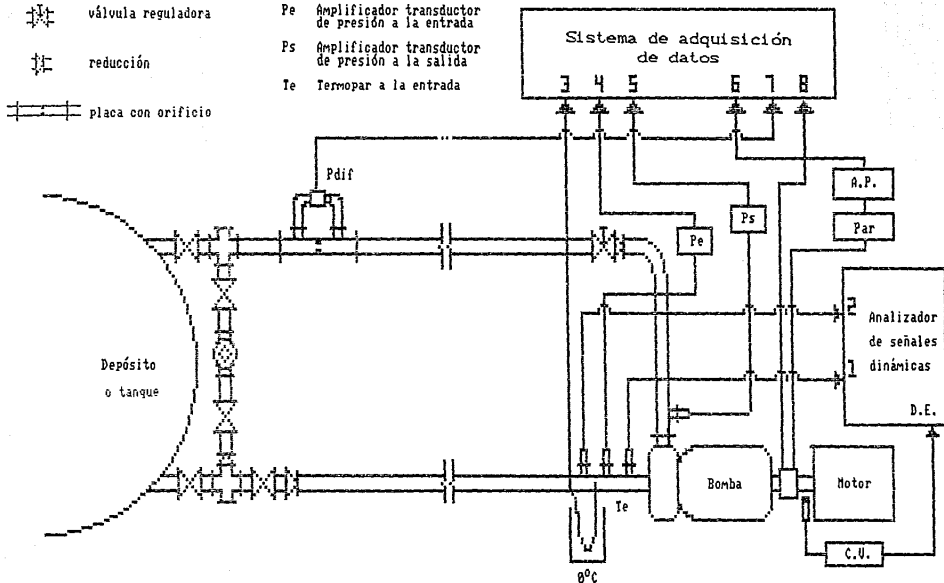 válvula reguladora
reducción
placa con orificio
Pe Amplificador transductor
de presión a la entrada
Ps Amplificador transductor
de presión a la salida
Te Termopar a la entrada
Sistema de adquisición
de datos
3 4 5 6 7 8
Pdif
A.P.
Par
Ps
Pe
Analizador
de señales
dinámicas
2
1
D.E.
Depósito
o tanque
Te
Bomba
Motor
C.V.
0ºC